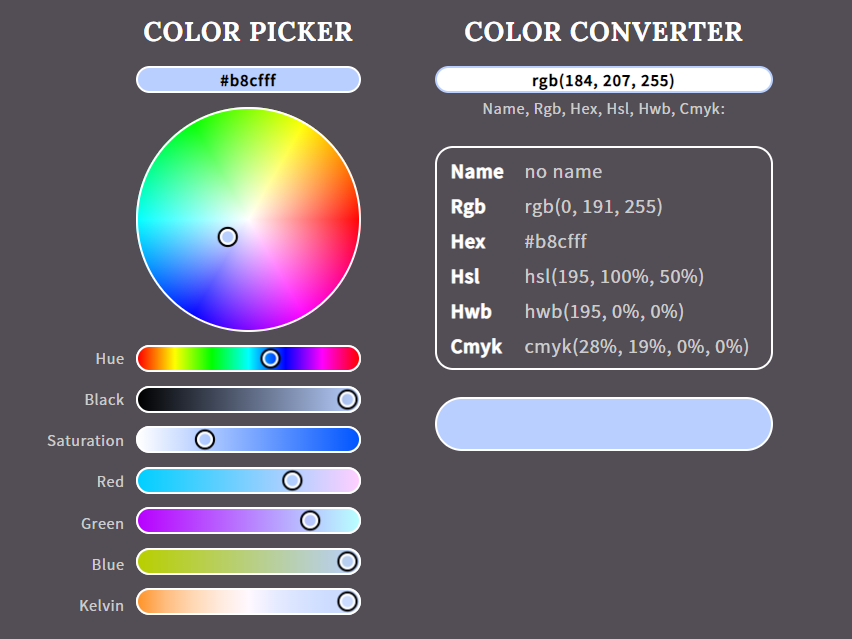 COLOR PICKER
#b8cfff
Hue
Black
Saturation
Red
Green
Blue
Kelvin
COLOR CONVERTER
rgb(184, 207, 255)
Name, Rgb, Hex, Hsl, Hwb, Cmyk:
Name no name
Rgb rgb(0, 191, 255)
Hex #b8cfff
Hsl hsl(195, 100%, 50%)
Hwb hwb(195, 0%, 0%)
Cmyk cmyk(28%, 19%, 0%, 0%)